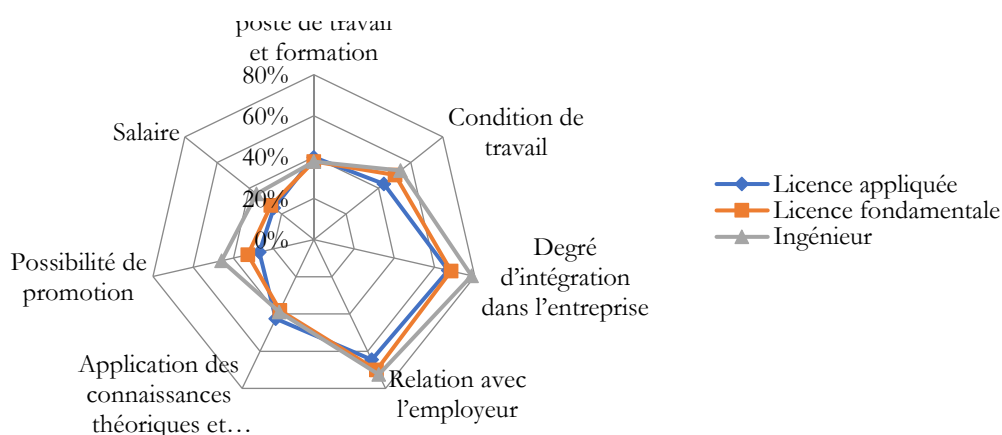 poste de travail
et formation
80%
60%
40%
20%
0%
Condition de
travail
Degré
d'intégration
dans l'entreprise
Relation avec
l'employeur
Application des
connaissances
théoriques et…
Possibilité de
promotion
Salaire
Licence appliquée
Licence fondamentale
Ingénieur